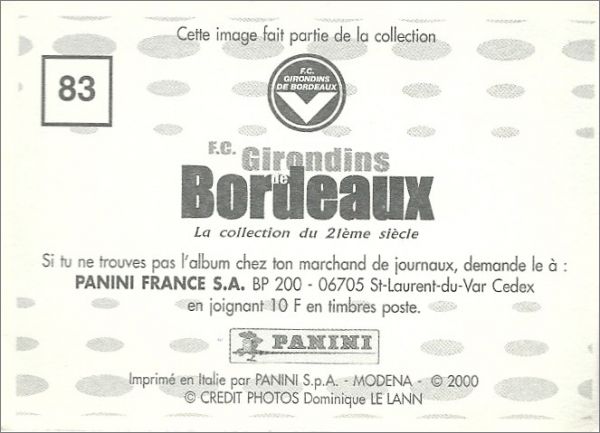 Cette image fait partie de la collection
83
F.C.
GIRONDINS
DE BORDEAUX
F.C. Girondins
de
Bordeaux
La collection du 21ème siècle
Si tu ne trouves pas l'album chez ton marchand de journaux, demande le à :
PANINI FRANCE S.A. BP 200 - 06705 St-Laurent-du-Var Cedex
en joignant 10 F en timbres poste.
PANINI
Imprimé en Italie par PANINI S.p.A. - MODENA - © 2000
© CREDIT PHOTOS Dominique LE LANN